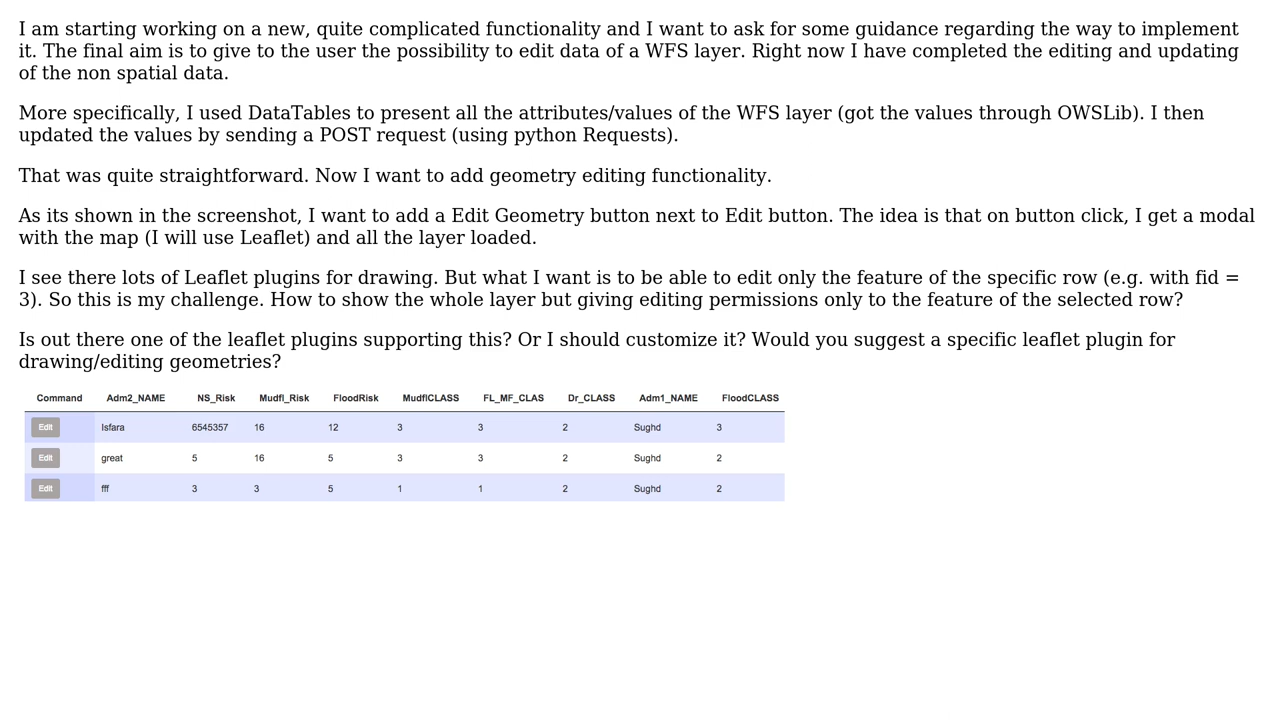 I am starting working on a new, quite complicated functionality and I want to ask for some guidance regarding the way to implement
it. The final aim is to give to the user the possibility to edit data of a WFS layer. Right now I have completed the editing and updating
of the non spatial data.
More specifically, I used DataTables to present all the attributes/values of the WFS layer (got the values through OWSLib). I then
updated the values by sending a POST request (using python Requests).
That was quite straightforward. Now I want to add geometry editing functionality.
As its shown in the screenshot, I want to add a Edit Geometry button next to Edit button. The idea is that on button click, I get a modal
with the map (I will use Leaflet) and all the layer loaded.
I see there lots of Leaflet plugins for drawing. But what I want is to be able to edit only the feature of the specific row (e.g. with fid =
3). So this is my challenge. How to show the whole layer but giving editing permissions only to the feature of the selected row?
Is out there one of the leaflet plugins supporting this? Or I should customize it? Would you suggest a specific leaflet plugin for
drawing/editing geometries?
Command Adm2_NAME NS_Risk Mudfl_Risk FloodRisk MudflCLASS FL_MF_CLAS Dr_CLASS Adm1_NAME FloodCLASS
Edit Isfara 6545357 16 12 3 3 2 Sughd 3
Edit great 5 16 5 3 3 2 Sughd 2
Edit fff 3 3 5 1 1 2 Sughd 2